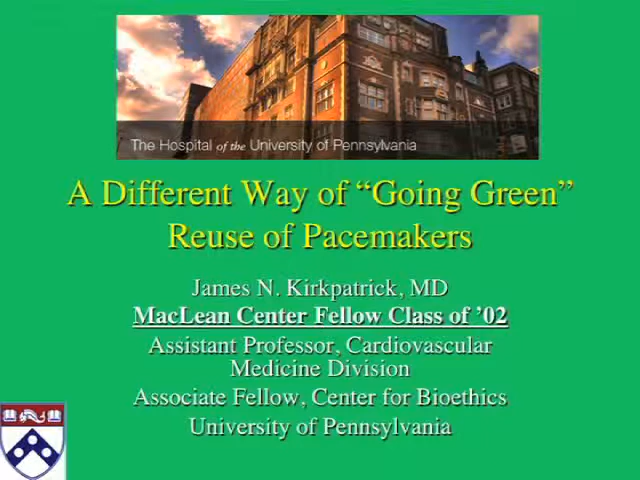 The Hospital of the University of Pennsylvania
A Different Way of “Going Green”
Reuse of Pacemakers
James N. Kirkpatrick, MD
MacLean Center Fellow Class of ’02
Assistant Professor, Cardiovascular
Medicine Division
Associate Fellow, Center for Bioethics
University of Pennsylvania